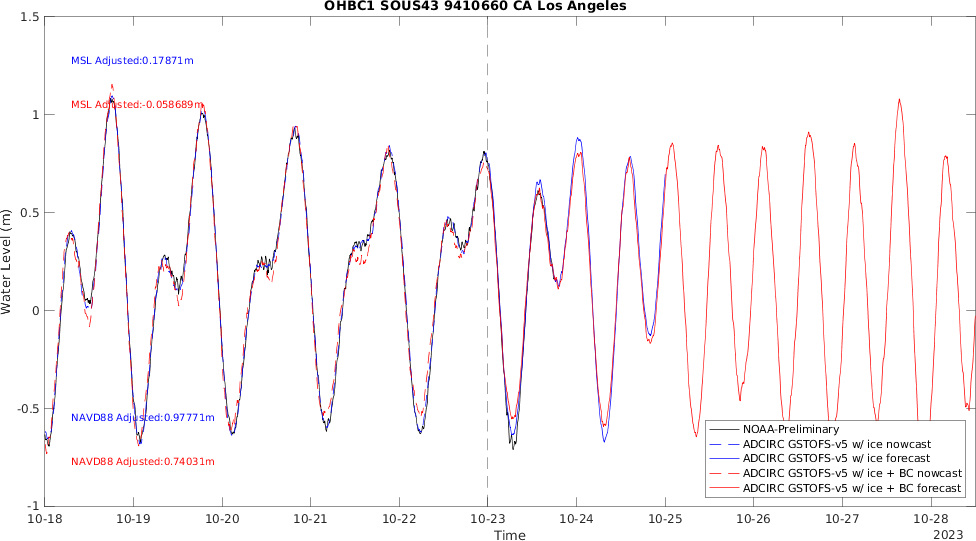 OHBC1 SOUS43 9410660 CA Los Angeles
1.5
MSL Adjusted:0.17871m
MSL Adjusted:-0.058689m
1
0.5
Water Level (m)
0
-0.5
NAVD88 Adjusted:0.97771m
NAVD88 Adjusted:0.74031m
NOAA-Preliminary
ADCIRC GSTOFS-v5 w/ ice nowcast
ADCIRC GSTOFS-v5 w/ ice forecast
ADCIRC GSTOFS-v5 w/ ice + BC nowcast
ADCIRC GSTOFS-v5 w/ ice + BC forecast
-1
10-18 10-19 10-20 10-21 10-22 10-23 10-24 10-25 10-26 10-27 10-28
Time
2023